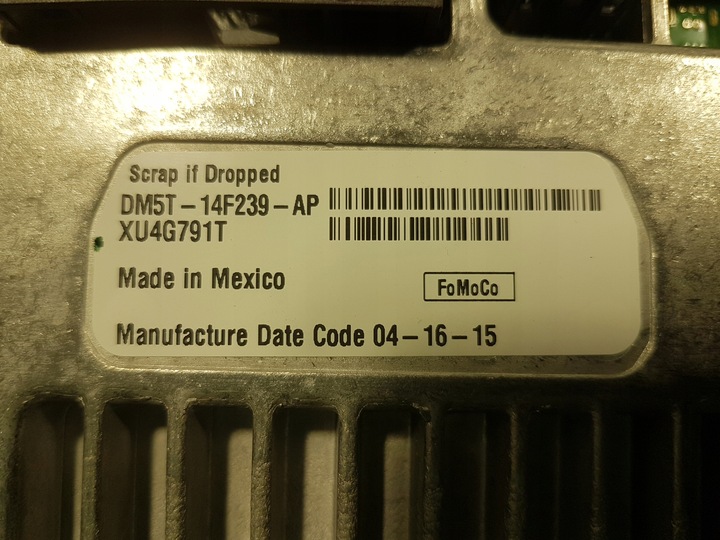 Scrap if Dropped
DM5T-14F239-AP
XU4G791T
Made in Mexico
FoMoCo
Manufacture Date Code 04-16-15